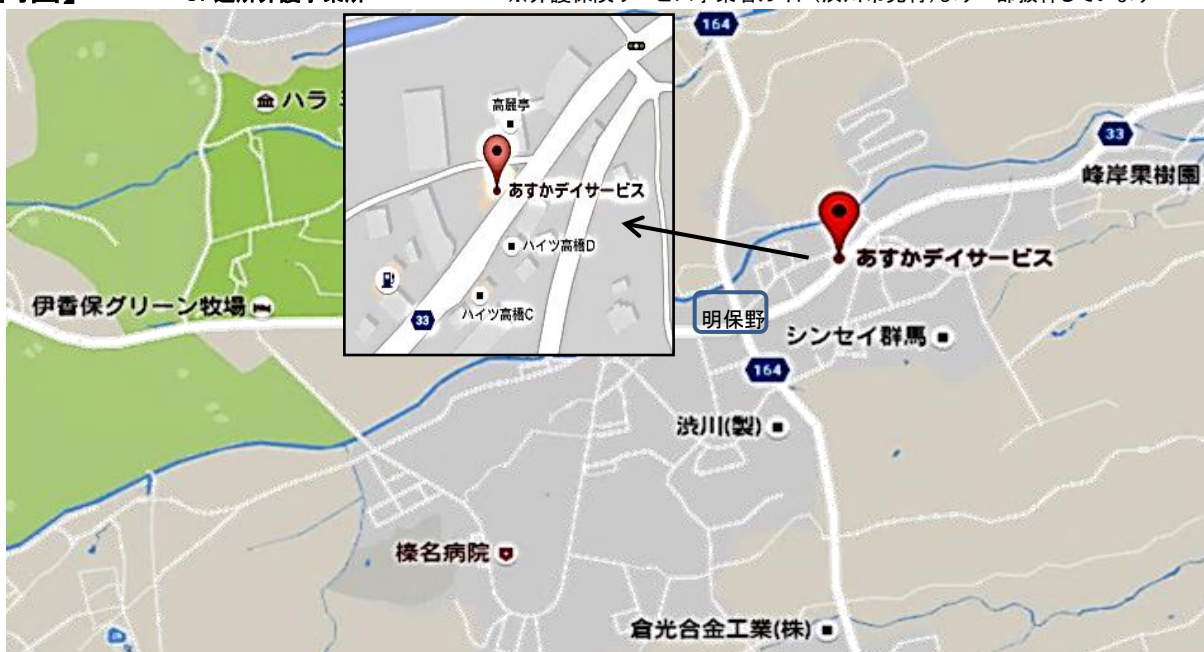 164
ハラ
高麗亭
33
峰岸果樹園
あすかデイサービス
あすかデイサービス
ハイツ高橋D
伊香保グリーン牧場
ハイツ高橋C
33
明保野
シンセイ群馬
164
渋川(製)
榛名病院
倉光合金工業(株)